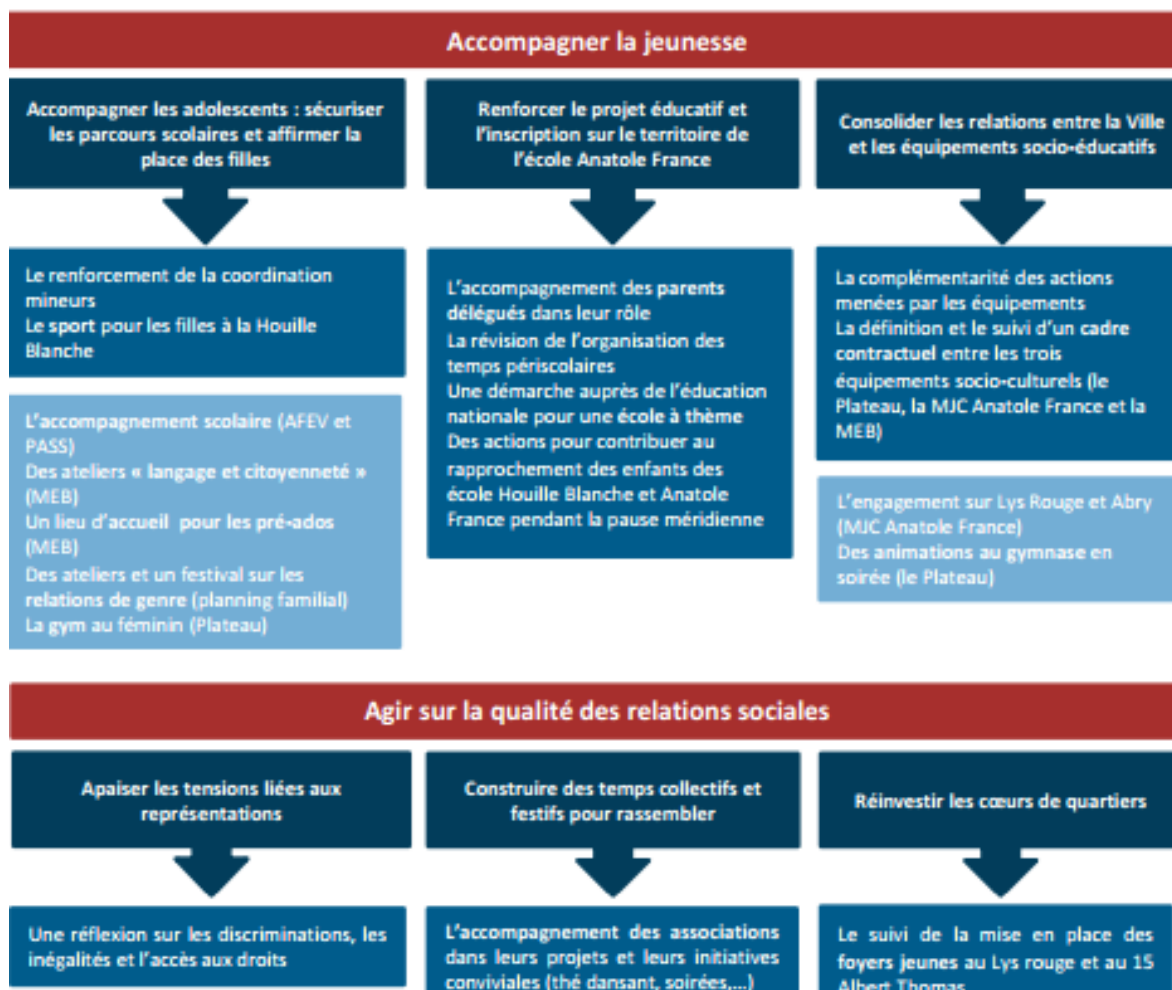 Accompagner la jeunesse
Accompagner les adolescents : sécuriser
les parcours scolaires et affirmer la
place des filles
Renforcer le projet éducatif et
l'inscription sur le territoire de
l'école Anatole France
Consolider les relations entre la Ville
et les équipements socio-éducatifs
Le renforcement de la coordination
mineurs
Le sport pour les filles à la Houille
Blanche
L'accompagnement scolaire (AFEV et
PASS)
Des ateliers « langage et citoyenneté »
(MEB)
Un lieu d'accueil pour les pré-ados
(MEB)
Des ateliers et un festival sur les
relations de genre (planning familial)
La gym au féminin (Plateau)
L'accompagnement des parents
délégués dans leur rôle
La révision de l'organisation des
temps périscolaires
Une démarche auprès de l'éducation
nationale pour une école à thème
Des actions pour contribuer au
rapprochement des enfants des
école Houille Blanche et Anatole
France pendant la pause méridienne
La complémentarité des actions
menées par les équipements
La définition et le suivi d'un cadre
contractuel entre les trois
équipements socio-culturels (le
Plateau, la MJC Anatole France et la
MEB)
L'engagement sur Lys Rouge et Abry
(MJC Anatole France)
Des animations au gymnase en
soirée (le Plateau)
Agir sur la qualité des relations sociales
Apaiser les tensions liées aux
représentations
Construire des temps collectifs et
festifs pour rassembler
Réinvestir les cœurs de quartiers
Une réflexion sur les discriminations, les
inégalités et l'accès aux droits
L'accompagnement des associations
dans leurs projets et leurs initiatives
conviviales (thé dansant, soirées,...)
Le suivi de la mise en place des
foyers jeunes au Lys rouge et au 15
Albert Thomas